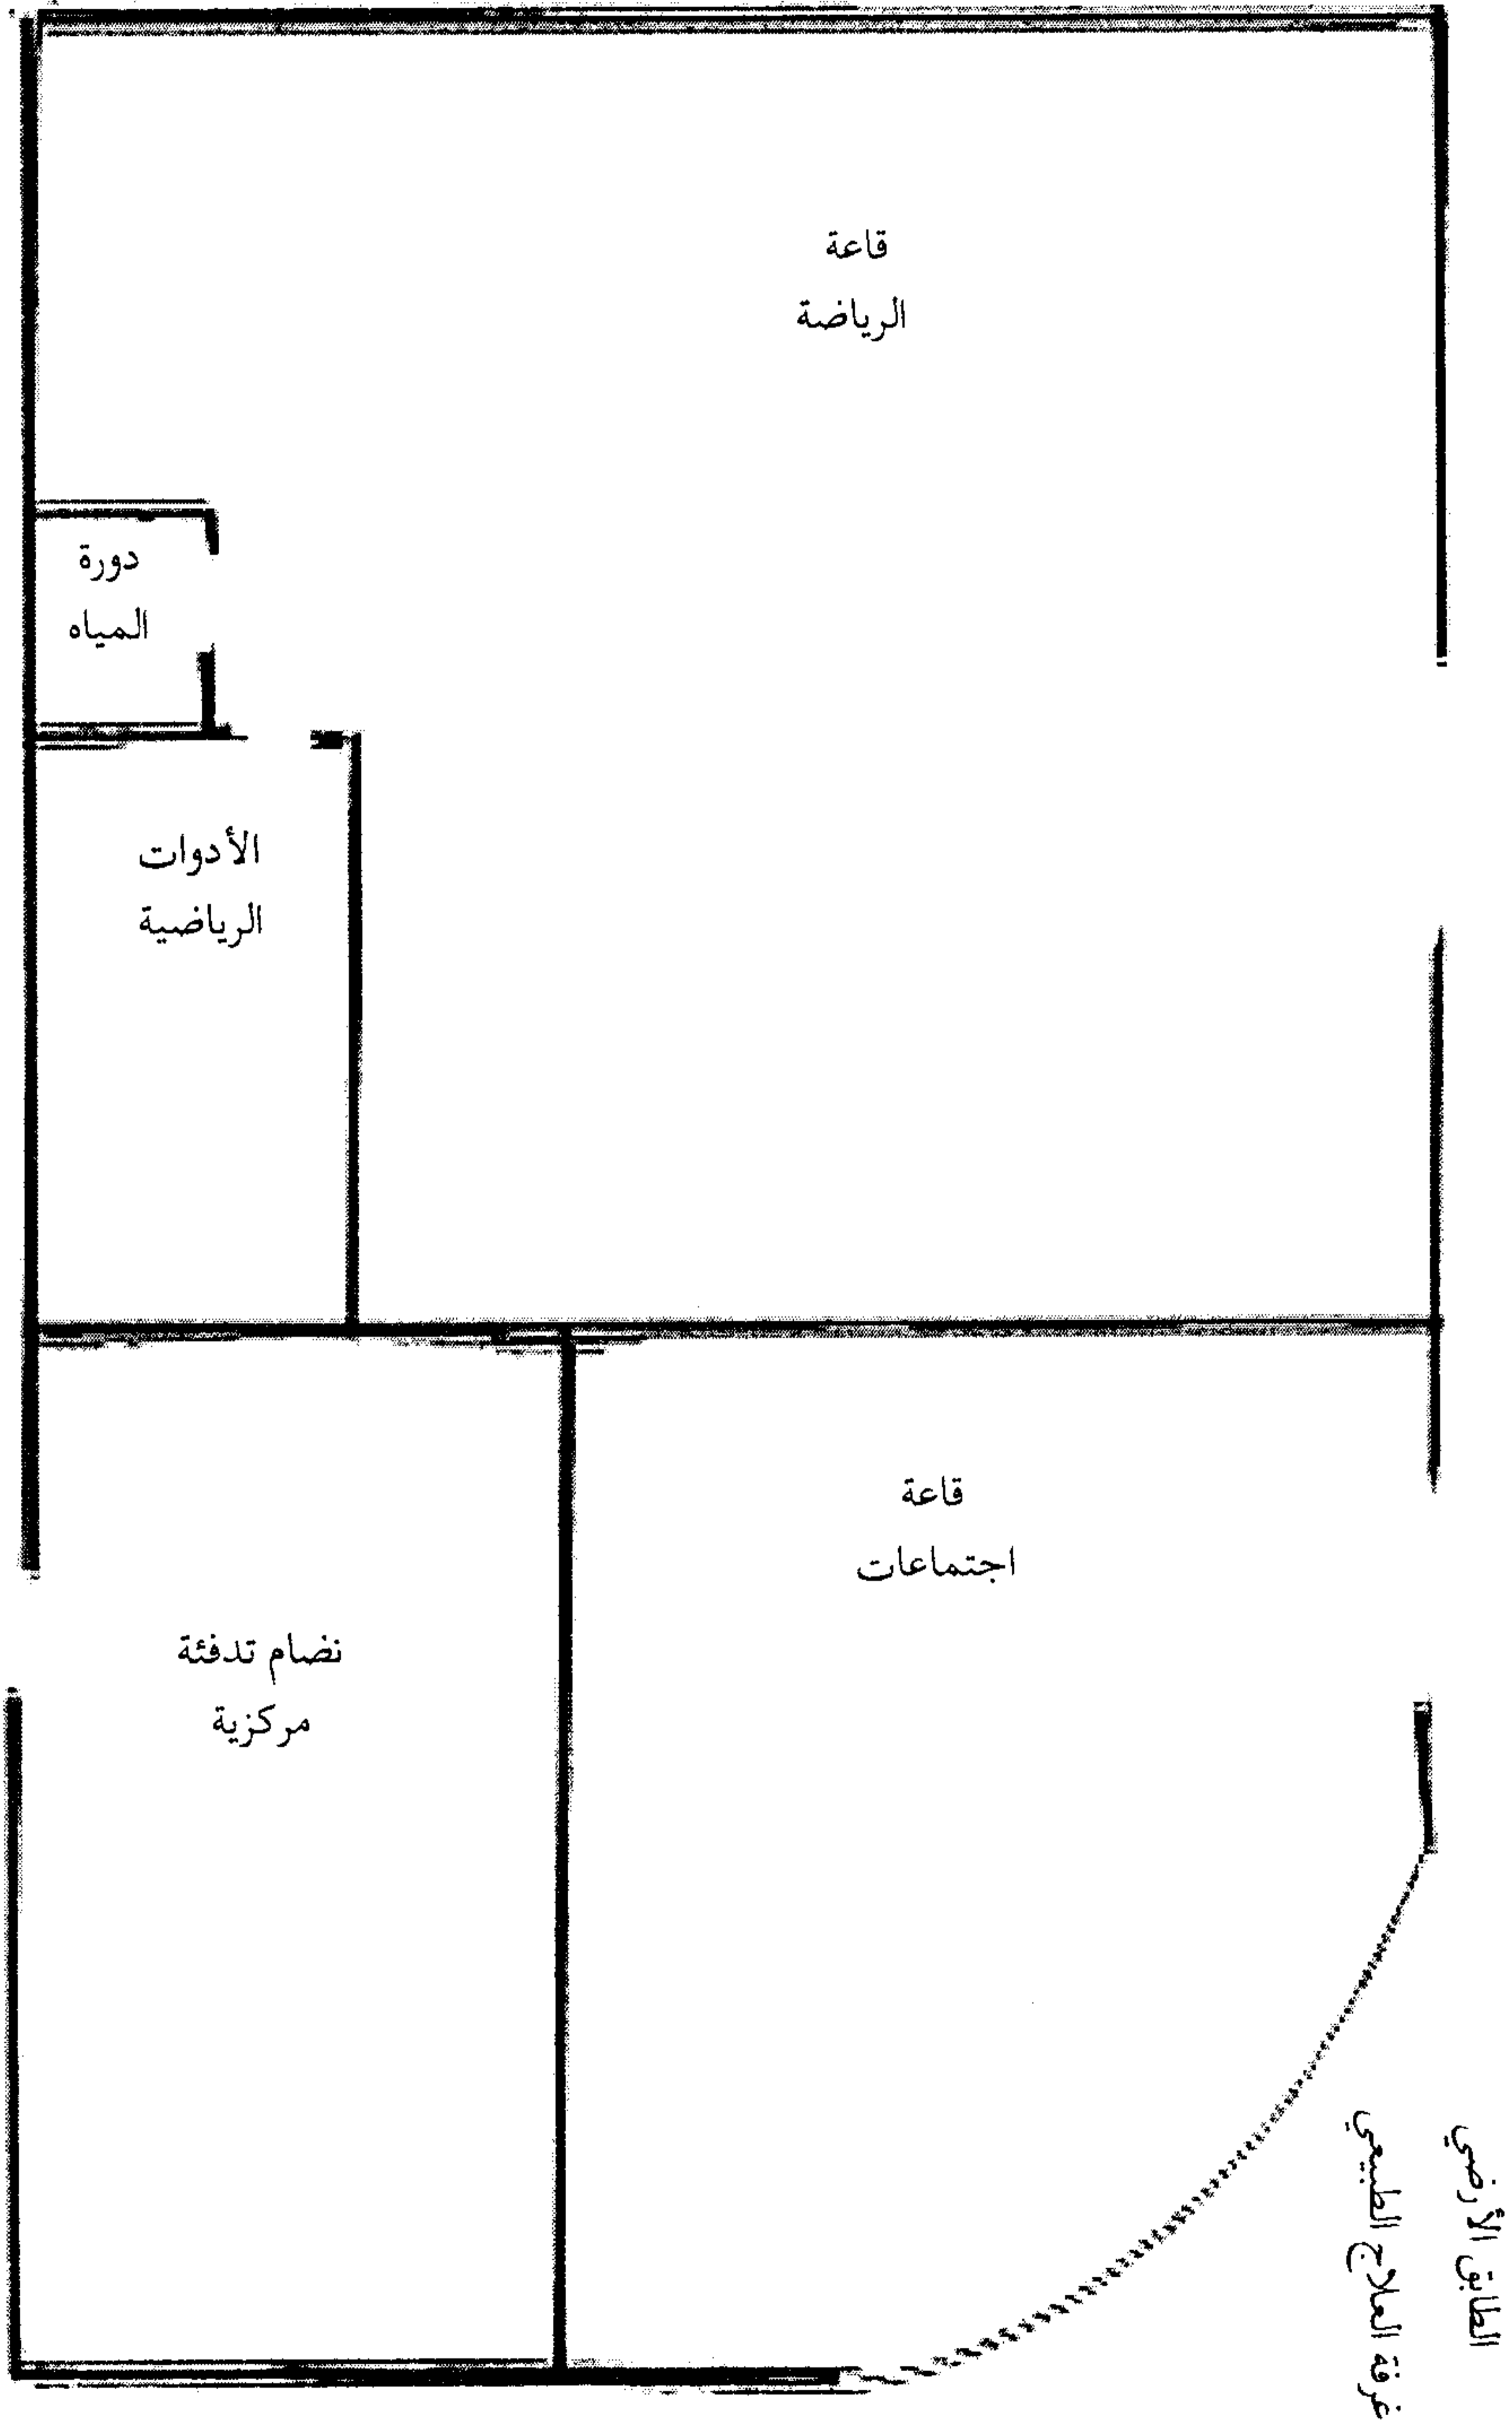 قاعة
الرياضة
دورة
المياه
الأدوات
الرياضية
قاعة
اجتماعات
نضام تدفئة
مركزية
الطابق الأرضي
غرفة العلاج الطبيعي